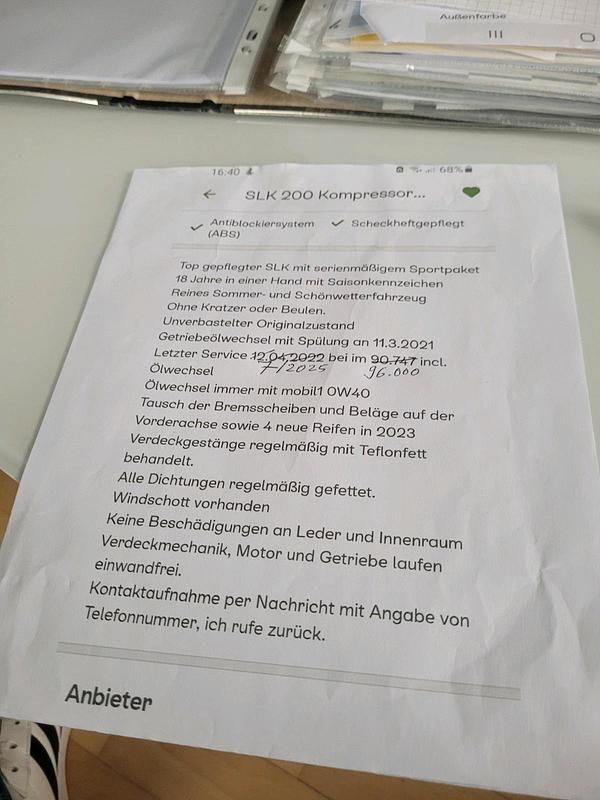 Außenfarbe
16:40 68%
SLK 200 Kompressor...
Antiblockiersystem Scheckheftgepflegt
(ABS)
Top gepflegter SLK mit serienmäßigem Sportpaket
18 Jahre in einer Hand mit Saisonkennzeichen
Reines Sommer- und Schönwetterfahrzeug
Ohne Kratzer oder Beulen.
Unverbastelter Originalzustand
Getriebeölwechsel mit Spülung an 11.3.2021
Letzter Service 12.04.2022 bei im 90.747 incl.
7/2025 96.000
Ölwechsel
Ölwechsel immer mit mobil1 0W40
Tausch der Bremsscheiben und Beläge auf der
Vorderachse sowie 4 neue Reifen in 2023
Verdeckgestänge regelmäßig mit Teflonfett
behandelt.
Alle Dichtungen regelmäßig gefettet.
Windschott vorhanden
Keine Beschädigungen an Leder und Innenraum
Verdeckmechanik, Motor und Getriebe laufen
einwandfrei.
Kontaktaufnahme per Nachricht mit Angabe von
Telefonnummer, ich rufe zurück.
Anbieter